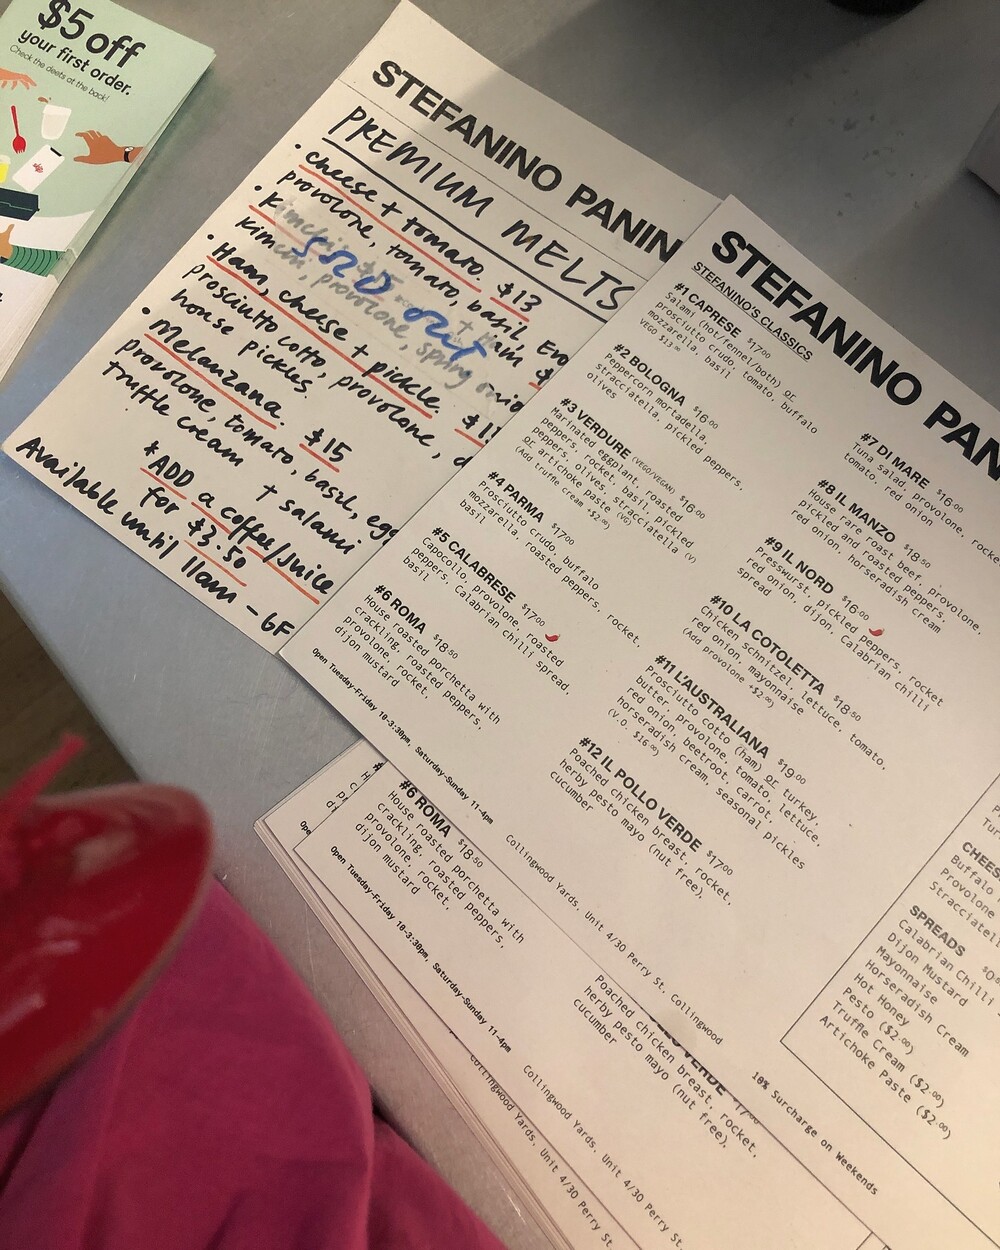 $5 off
your first order.
Check the deets at the back!
STEFANINO PANIN
PREMIUM MELTS
• cheese + tomato. $13
provolone, tomato, basil, Evo
• Kimchi
SOLD OUT
kimchi, provolone, spring onio
• Ham, cheese + pickle. $1
prosciutto cotto, provolone,
house pickles
• Melanzana. $15
provolone, tomato, basil, egg
truffle cream + salami
* ADD a coffee/juice
for $3.50
Available until 11am - 6F
STEFANINO PAN
STEFANINO'S CLASSICS
#1 CAPRESE $17.00
Salami (hot/fennel/both) or
prosciutto crudo, tomato, buffalo
mozzarella, basil
VEGO $13.00
#2 BOLOGNA $16.00
Peppercorn mortadella,
stracciatella, pickled peppers,
olives
#3 VERDURE (VEGO/VEGAN) $16.00
Marinated eggplant, roasted
peppers, rocket, basil, pickled
peppers, olives, stracciatella (V)
or artichoke paste (VG)
(Add truffle cream +$2.00)
#4 PARMA $17.00
Prosciutto crudo, buffalo
mozzarella, roasted peppers, rocket,
basil
#5 CALABRESE $17.00
Capocollo, provolone, roasted
peppers, Calabrian chilli spread,
basil
#6 ROMA $18.50
House roasted porchetta with
crackling, roasted peppers,
provolone, rocket,
dijon mustard
#7 DI MARE $16.00
Tuna salad, provolone, rocket
tomato, red onion
#8 IL MANZO $18.50
House rare roast beef, provolone,
pickled and roasted peppers,
red onion, horseradish cream
#9 IL NORD $16.00
Presswurst, pickled peppers, rocket
red onion, dijon, Calabrian chilli
spread
#10 LA COTOLETTA $18.50
Chicken schnitzel, lettuce, tomato,
red onion, mayonnaise
(Add provolone +$2.00)
#11 L'AUSTRALIANA $19.00
Prosciutto cotto (ham) or turkey,
butter, provolone, tomato, lettuce,
red onion, beetroot, carrot,
horseradish cream, seasonal pickles
(V.O. $16.00)
#12 IL POLLO VERDE $17.00
Poached chicken breast, rocket,
herby pesto mayo (nut free),
cucumber
CHEES
Buffalo
Provolone
Stracciatel
SPREADS
Calabrian Chilli
Dijon Mustard
Mayonnaise
Horseradish Cream
Hot Honey
Pesto ($2.00)
Truffle Cream ($2.00)
Artichoke Paste ($2.00)
Open Tuesday-Friday 10-3:30pm, Saturday-Sunday 11-4pm
Collingwood Yards, Unit 4/30 Perry St, Collingwood
10% Surcharge on Weekends
#6 ROMA $18.50
House roasted porchetta with
crackling, roasted peppers,
provolone, rocket,
dijon mustard
Open Tuesday-Friday 10-3:30pm, Saturday-Sunday 11-4pm
Poached chicken breast, rocket,
herby pesto mayo (nut free),
cucumber
Collingwood Yards, Unit 4/30 Perry St,
Collingwood Yards, Unit 4/30 Perry St,